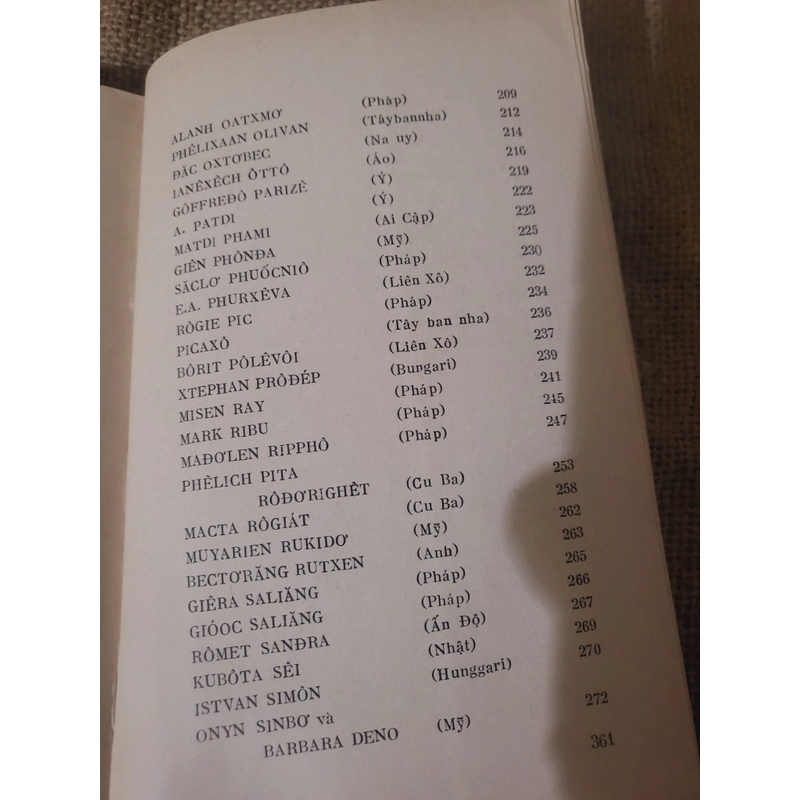 ALANH OATXMƠ (Pháp) 209
PHÊLIXAAN OLIVAN (Tâybannha) 212
ĐĂC OXTƠBEC (Na uy) 214
IANÊXÊCH ÔTTÔ (Áo) 216
GÔFFREĐÔ PARIZÊ (Ý) 219
A. PATDI (Ý) 222
MATDI PHAMI (Ai Cập) 223
GIÊN PHÔNĐA (Mỹ) 225
SĂCLƠ PHUỐCNIÔ (Pháp) 230
E.A. PHURXÊVA (Liên Xô) 232
RÔGIE PIC (Pháp) 234
PICAXÔ (Tây ban nha) 236
BÔRIT PÔLÊVÔI (Liên Xô) 237
XTEPHAN PRÔĐÉP (Bungari) 239
MISEN RAY (Pháp) 241
MARK RIBU (Pháp) 245
MAĐƠLEN RIPPHÔ (Pháp) 247
PHÊLICH PITA
RÔĐƠRIGHÊT (Cu Ba) 253
MACTA RÔGIÁT (Cu Ba) 258
MUYARIEN RUKIDƠ (Mỹ) 262
BECTƠRĂNG RUTXEN (Anh) 263
GIÊRA SALIĂNG (Pháp) 265
GIÓOC SALIĂNG (Pháp) 266
RÔMET SANĐRA (Ấn Độ) 267
KUBÔTA SÊI (Nhật) 269
ISTVAN SIMÔN (Hunggari) 270
ONYN SINBƠ và
BARBARA DENO (Mỹ) 272
361